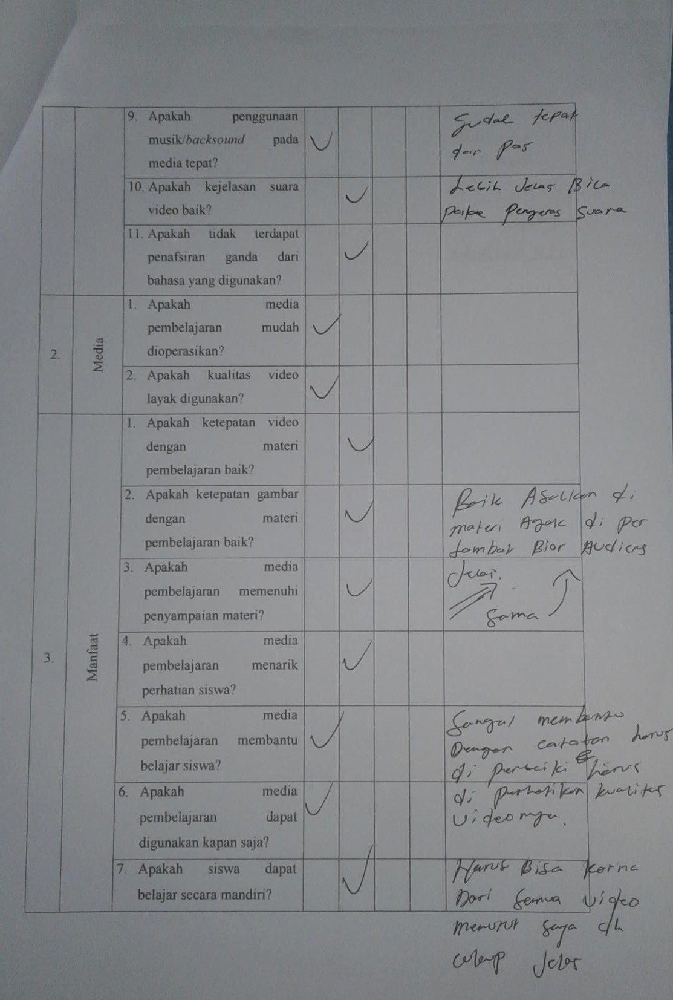 9. Apakah penggunaan
musik/backsound pada
media tepat?
Sudah tepat
dan pas
10. Apakah kejelasan suara
video baik?
Lebih Jelas Bila
pakae Pengeras Suara
11. Apakah tidak terdapat
penafsiran ganda dari
bahasa yang digunakan?
2.
Media
1. Apakah media
pembelajaran mudah
dioperasikan?
2. Apakah kualitas video
layak digunakan?
3.
Manfaat
1. Apakah ketepatan video
dengan materi
pembelajaran baik?
2. Apakah ketepatan gambar
dengan materi
pembelajaran baik?
Baik Asalkan di
materi Agak di per
lambat Biar Audiens
Jelas.
3. Apakah media
pembelajaran memenuhi
penyampaian materi?
Sama
4. Apakah media
pembelajaran menarik
perhatian siswa?
5. Apakah media
pembelajaran membantu
belajar siswa?
Sangat membantu
Dengan catatan harus
di perbaiki harus
di perhatikan kualitas
videonya.
6. Apakah media
pembelajaran dapat
digunakan kapan saja?
7. Apakah siswa dapat
belajar secara mandiri?
Harus Bisa Karna
Dari Semua Video
menurut saya dh
cukup Jelas